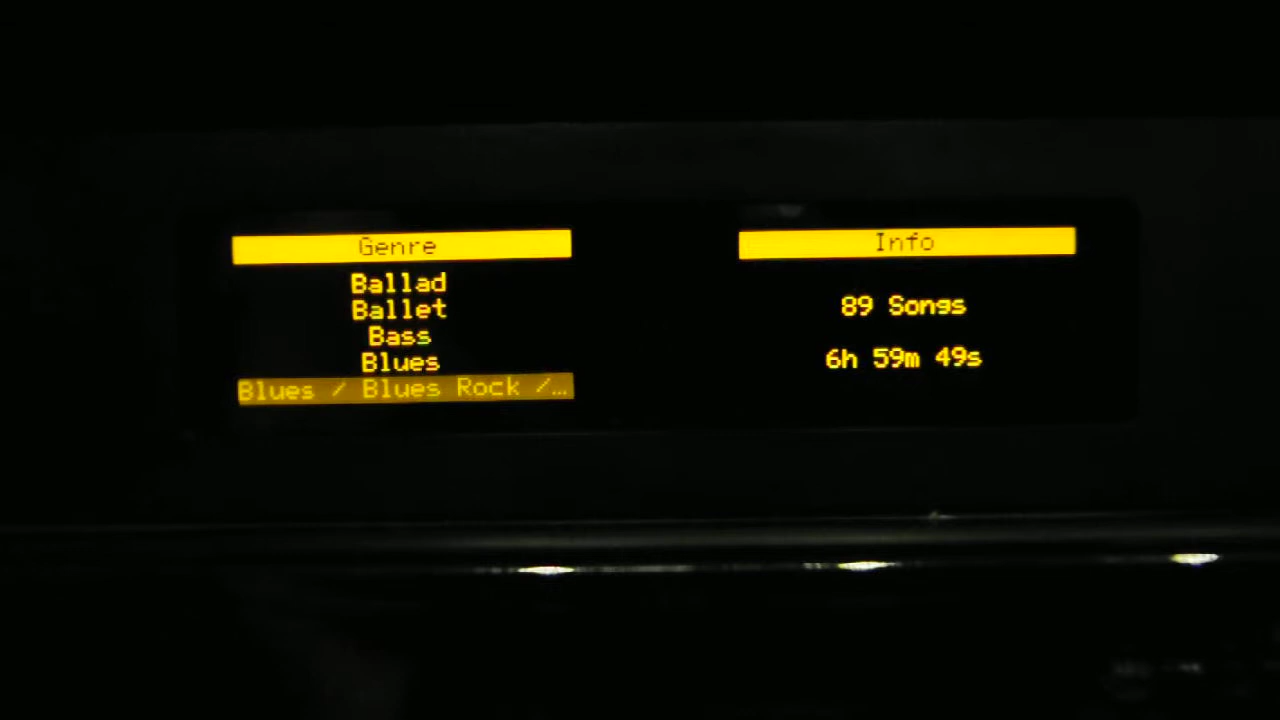 Genre
Ballad
Ballet
Bass
Blues
Blues / Blues Rock /…
Info
89 Songs
6h 59m 49s